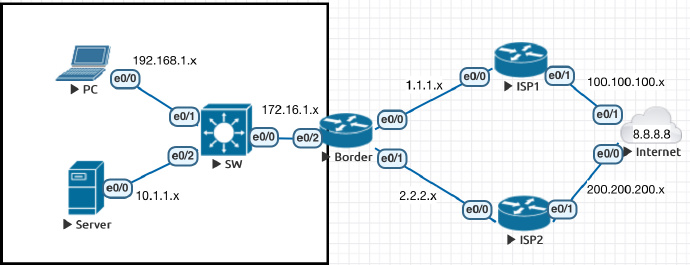 192.168.1.x
e0/0
PC
e0/1
172.16.1.x
e0/0
e0/2
SW
e0/2
e0/0
10.1.1.x
Server
Border
e0/0
e0/1
1.1.1.x
e0/0
ISP1
e0/1
100.100.100.x
e0/1
8.8.8.8
Internet
e0/0
2.2.2.x
e0/0
ISP2
e0/1
200.200.200.x